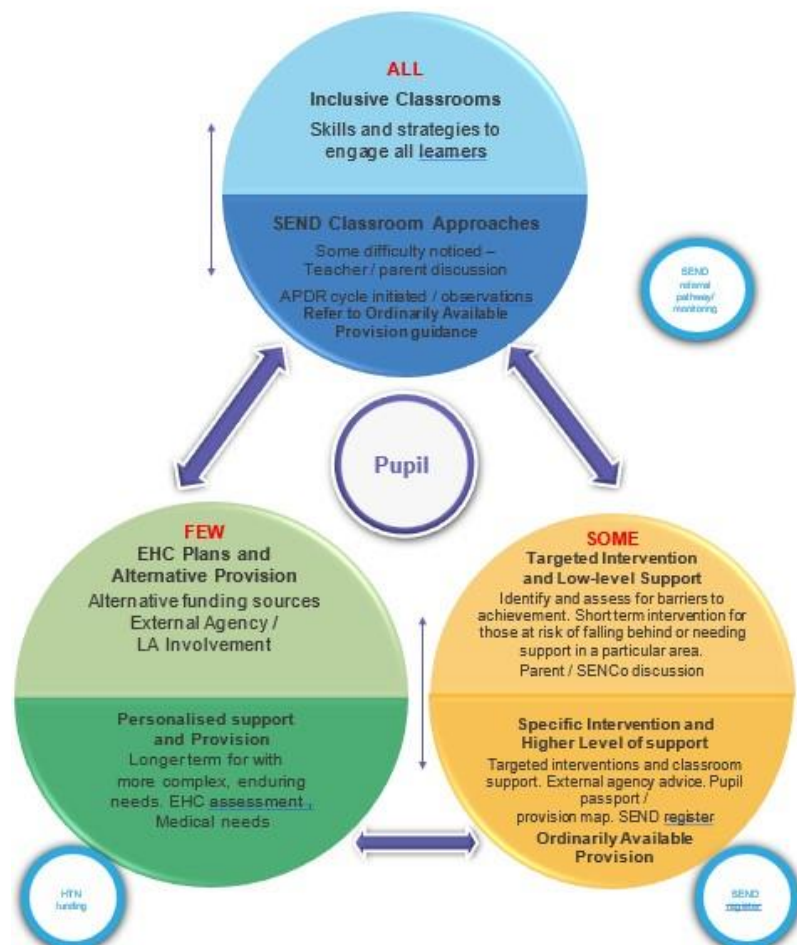 ALL
Inclusive Classrooms
Skills and strategies to
engage all learners
SEND Classroom Approaches
Some difficulty noticed –
Teacher / parent discussion
APDR cycle initiated / observations
Refer to Ordinarily Available
Provision guidance
SEND
referral
pathway/
monitoring
Pupil
FEW
EHC Plans and
Alternative Provision
Alternative funding sources
External Agency /
LA Involvement
Personalised support
and Provision
Longer term for with
more complex, enduring
needs. EHC assessment ,
Medical needs
HTN
funding
SOME
Targeted Intervention
and Low-level Support
Identify and assess for barriers to
achievement. Short term intervention for
those at risk of falling behind or needing
support in a particular area.
Parent / SENCo discussion
Specific Intervention and
Higher Level of support
Targeted interventions and classroom
support. External agency advice. Pupil
passport /
provision map. SEND register
Ordinarily Available
Provision
SEND
register